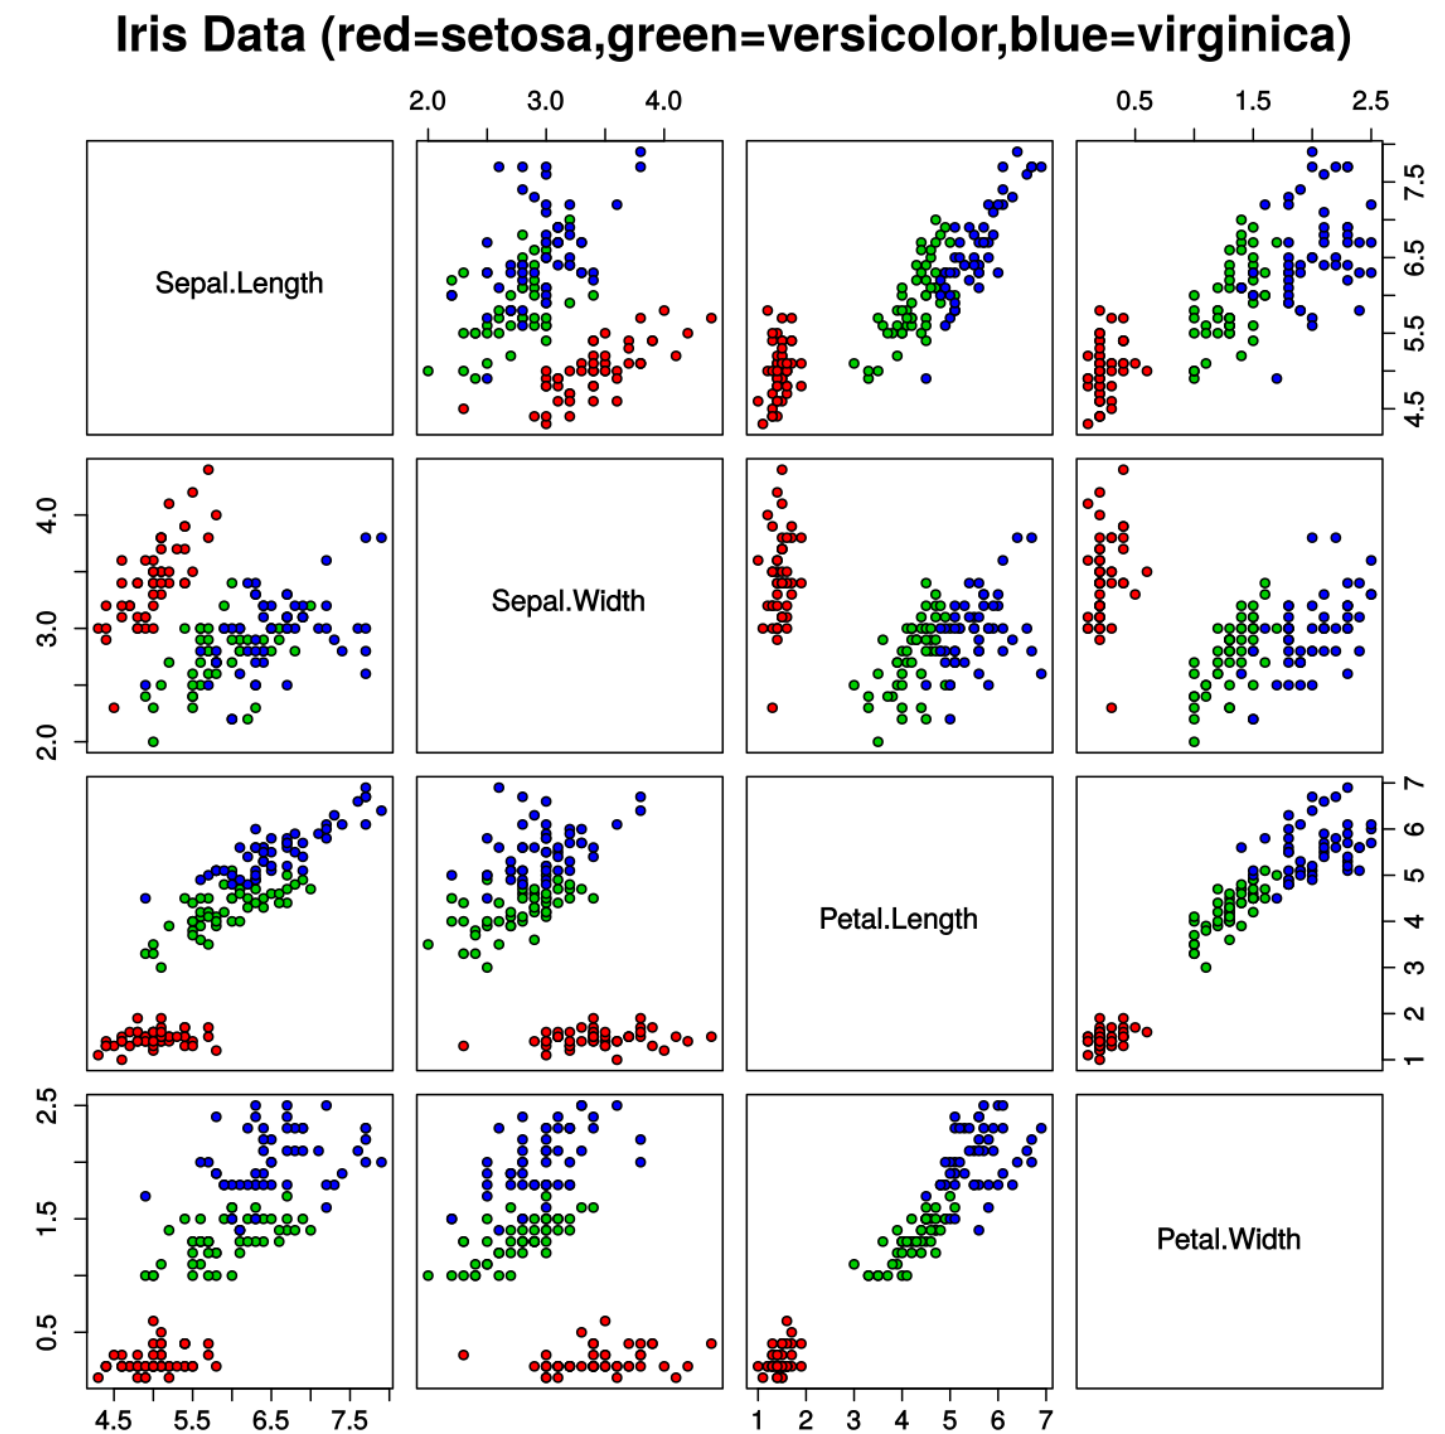 Iris Data (red=setosa,green=versicolor,blue=virginica)
2.0 3.0 4.0 0.5 1.5 2.5
Sepal.Length
4.5 5.5 6.5 7.5
Sepal.Width
2.0 3.0 4.0
Petal.Length
1 2 3 4 5 6 7
Petal.Width
0.5 1.5 2.5
4.5 5.5 6.5 7.5 1 2 3 4 5 6 7